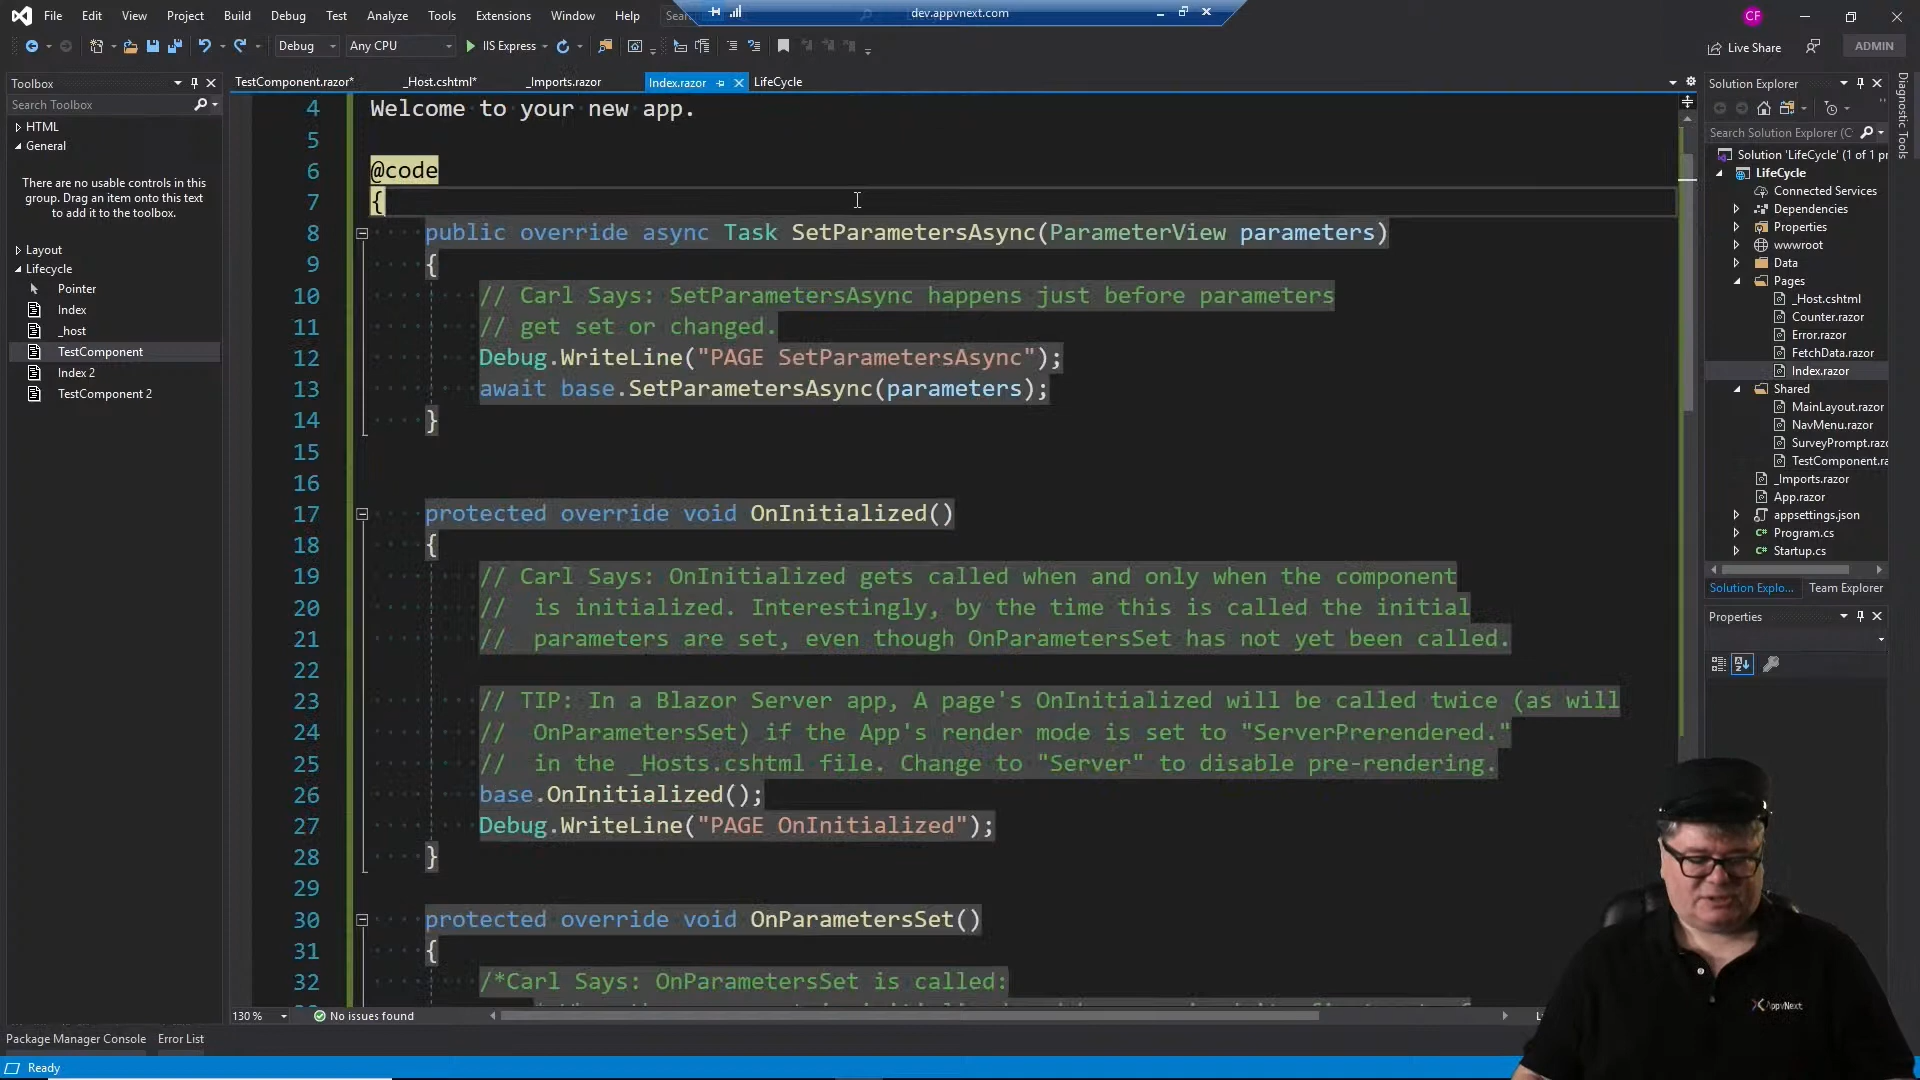 File Edit View Project Build Debug Test Analyze Tools Extensions Window Help
dev.appvnext.com
CF
Debug Any CPU IIS Express
Live Share ADMIN
Toolbox
Search Toolbox
HTML
General
There are no usable controls in this
group. Drag an item onto this text
to add it to the toolbox.
Layout
Lifecycle
Pointer
Index
_host
TestComponent
Index 2
TestComponent 2
TestComponent.razor* _Host.cshtml* _Imports.razor Index.razor LifeCycle
4 Welcome to your new app.
5
6 @code
7 {
8 public override async Task SetParametersAsync(ParameterView parameters)
9 {
10 // Carl Says: SetParametersAsync happens just before parameters
11 // get set or changed.
12 Debug.WriteLine("PAGE SetParametersAsync");
13 await base.SetParametersAsync(parameters);
14 }
15
16
17 protected override void OnInitialized()
18 {
19 // Carl Says: OnInitialized gets called when and only when the component
20 // is initialized. Interestingly, by the time this is called the initial
21 // parameters are set, even though OnParametersSet has not yet been called.
22
23 // TIP: In a Blazor Server app, A page's OnInitialized will be called twice (as will
24 // OnParametersSet) if the App's render mode is set to "ServerPrerendered."
25 // in the _Hosts.cshtml file. Change to "Server" to disable pre-rendering.
26 base.OnInitialized();
27 Debug.WriteLine("PAGE OnInitialized");
28 }
29
30 protected override void OnParametersSet()
31 {
32 /*Carl Says: OnParametersSet is called:
130 % No issues found
Solution Explorer
Search Solution Explorer (C
Solution 'LifeCycle' (1 of 1 pr
LifeCycle
Connected Services
Dependencies
Properties
wwwroot
Data
Pages
_Host.cshtml
Counter.razor
Error.razor
FetchData.razor
Index.razor
Shared
MainLayout.razor
NavMenu.razor
SurveyPrompt.razo
TestComponent.ra
_Imports.razor
App.razor
appsettings.json
Program.cs
Startup.cs
Solution Explo... Team Explorer
Properties
Diagnostic Tools
AppvNext
Package Manager Console Error List
Ready